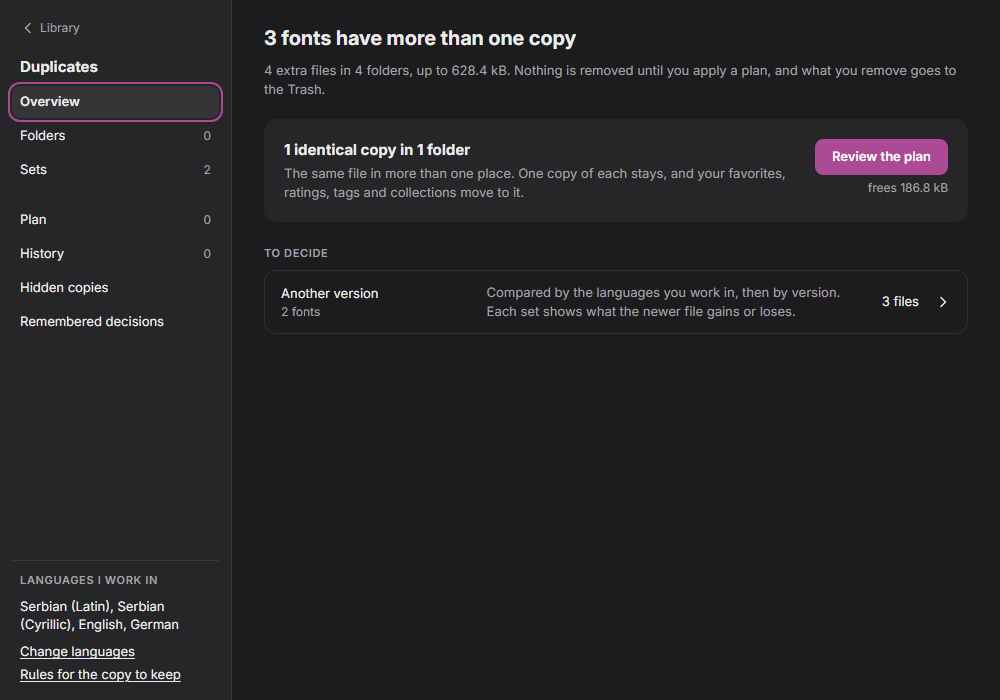 Library
Duplicates
Overview
Folders 0
Sets 2
Plan 0
History 0
Hidden copies
Remembered decisions
LANGUAGES I WORK IN
Serbian (Latin), Serbian
(Cyrillic), English, German
Change languages
Rules for the copy to keep
3 fonts have more than one copy
4 extra files in 4 folders, up to 628.4 kB. Nothing is removed until you apply a plan, and what you remove goes to
the Trash.
1 identical copy in 1 folder
The same file in more than one place. One copy of each stays, and your favorites,
ratings, tags and collections move to it.
Review the plan
frees 186.8 kB
TO DECIDE
Another version
2 fonts
Compared by the languages you work in, then by version.
Each set shows what the newer file gains or loses.
3 files